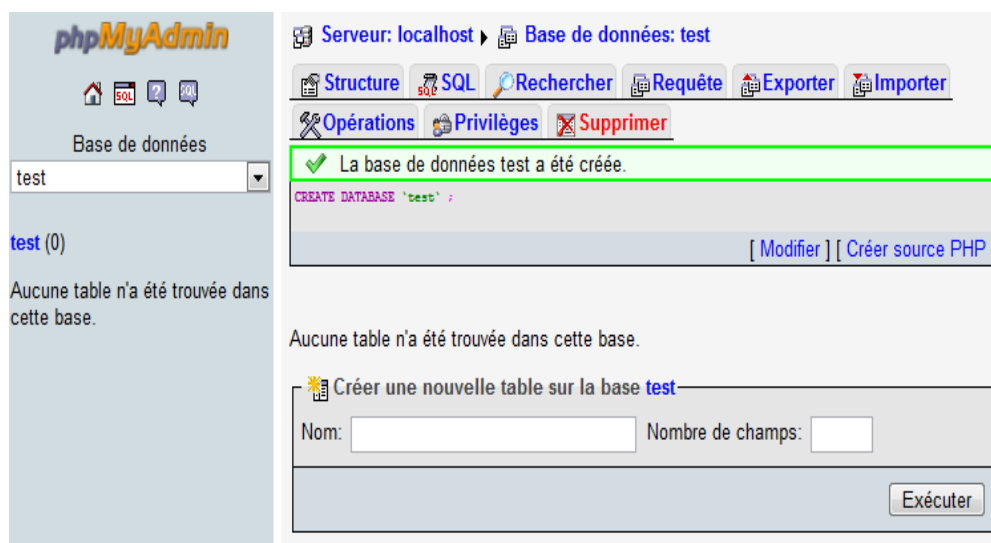 phpMyAdmin
SQL ? SQL
Base de données
test
test (0)
Aucune table n'a été trouvée dans
cette base.
Serveur: localhost ▸ Base de données: test
Structure SQL Rechercher Requête Exporter Importer
Opérations Privilèges Supprimer
La base de données test a été créée.
CREATE DATABASE `test` ;
[ Modifier ] [ Créer source PHP
Aucune table n'a été trouvée dans cette base.
Créer une nouvelle table sur la base test
Nom: Nombre de champs:
Exécuter